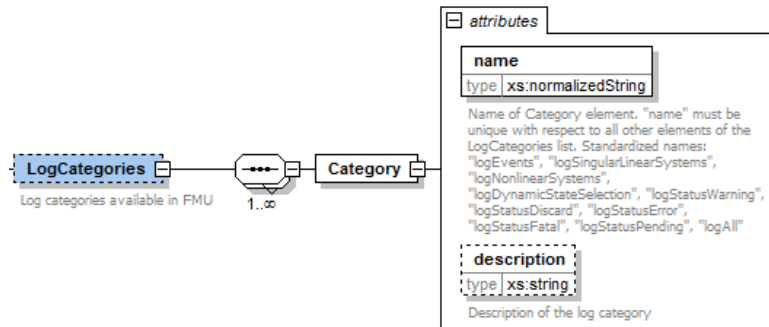 attributes
name
type xs:normalizedString
Name of Category element. "name" must be
unique with respect to all other elements of the
LogCategories list. Standardized names:
"logEvents", "logSingularLinearSystems",
"logNonlinearSystems",
"logDynamicStateSelection", "logStatusWarning",
"logStatusDiscard", "logStatusError",
"logStatusFatal", "logStatusPending", "logAll"
LogCategories
Category
Log categories available in FMU
1..∞
description
type xs:string
Description of the log category